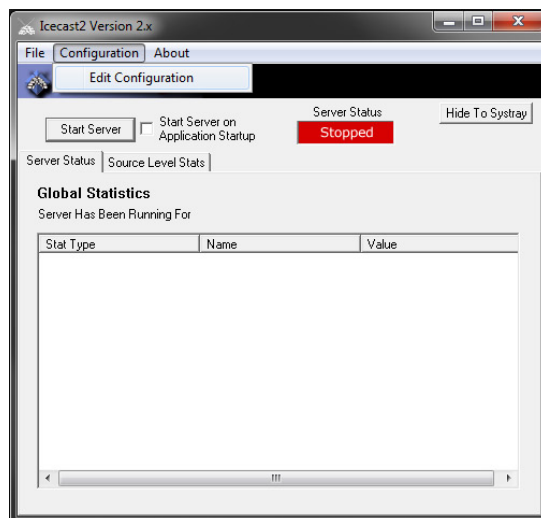 Icecast2 Version 2.x
File Configuration About
Edit Configuration
Start Server
Start Server on
Application Startup
Server Status
Stopped
Hide To Systray
Server Status Source Level Stats
Global Statistics
Server Has Been Running For
Stat Type Name Value